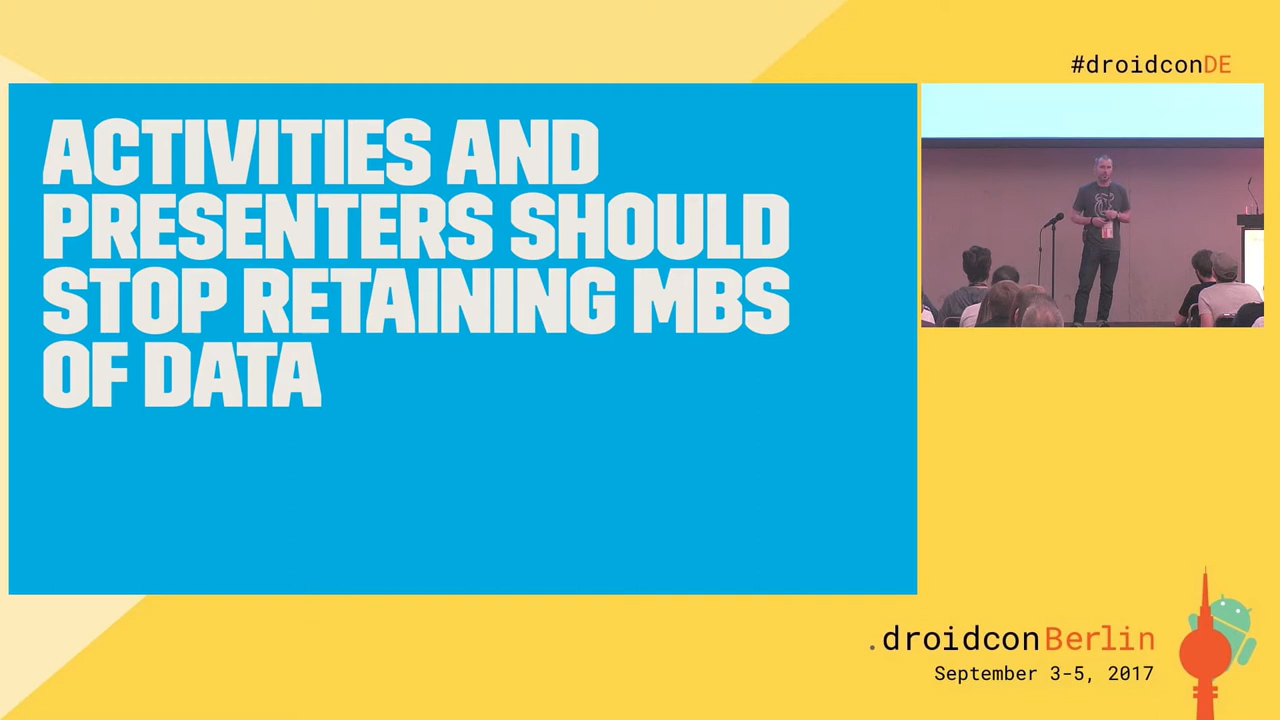 #droidconDE
ACTIVITIES AND
PRESENTERS SHOULD
STOP RETAINING MBS
OF DATA
.droidconBerlin
September 3-5, 2017